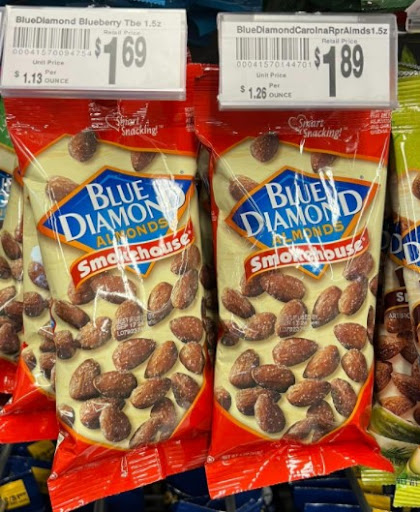 BlueDiamond Blueberry Tbe 1.5z
Retail Price
00041570094754
$1.69
Unit Price
$1.13 Per OUNCE
BlueDiamondCarolnaRprAlmds1.5z
Retail Price
00041570144701
$1.89
Unit Price
$1.26 Per OUNCE
Smart Snacking!
BLUE
DIAMOND
ALMONDS
Smokehouse®
Smart Snacking!
BLUE
DIAMOND
ALMONDS
Smokehouse®